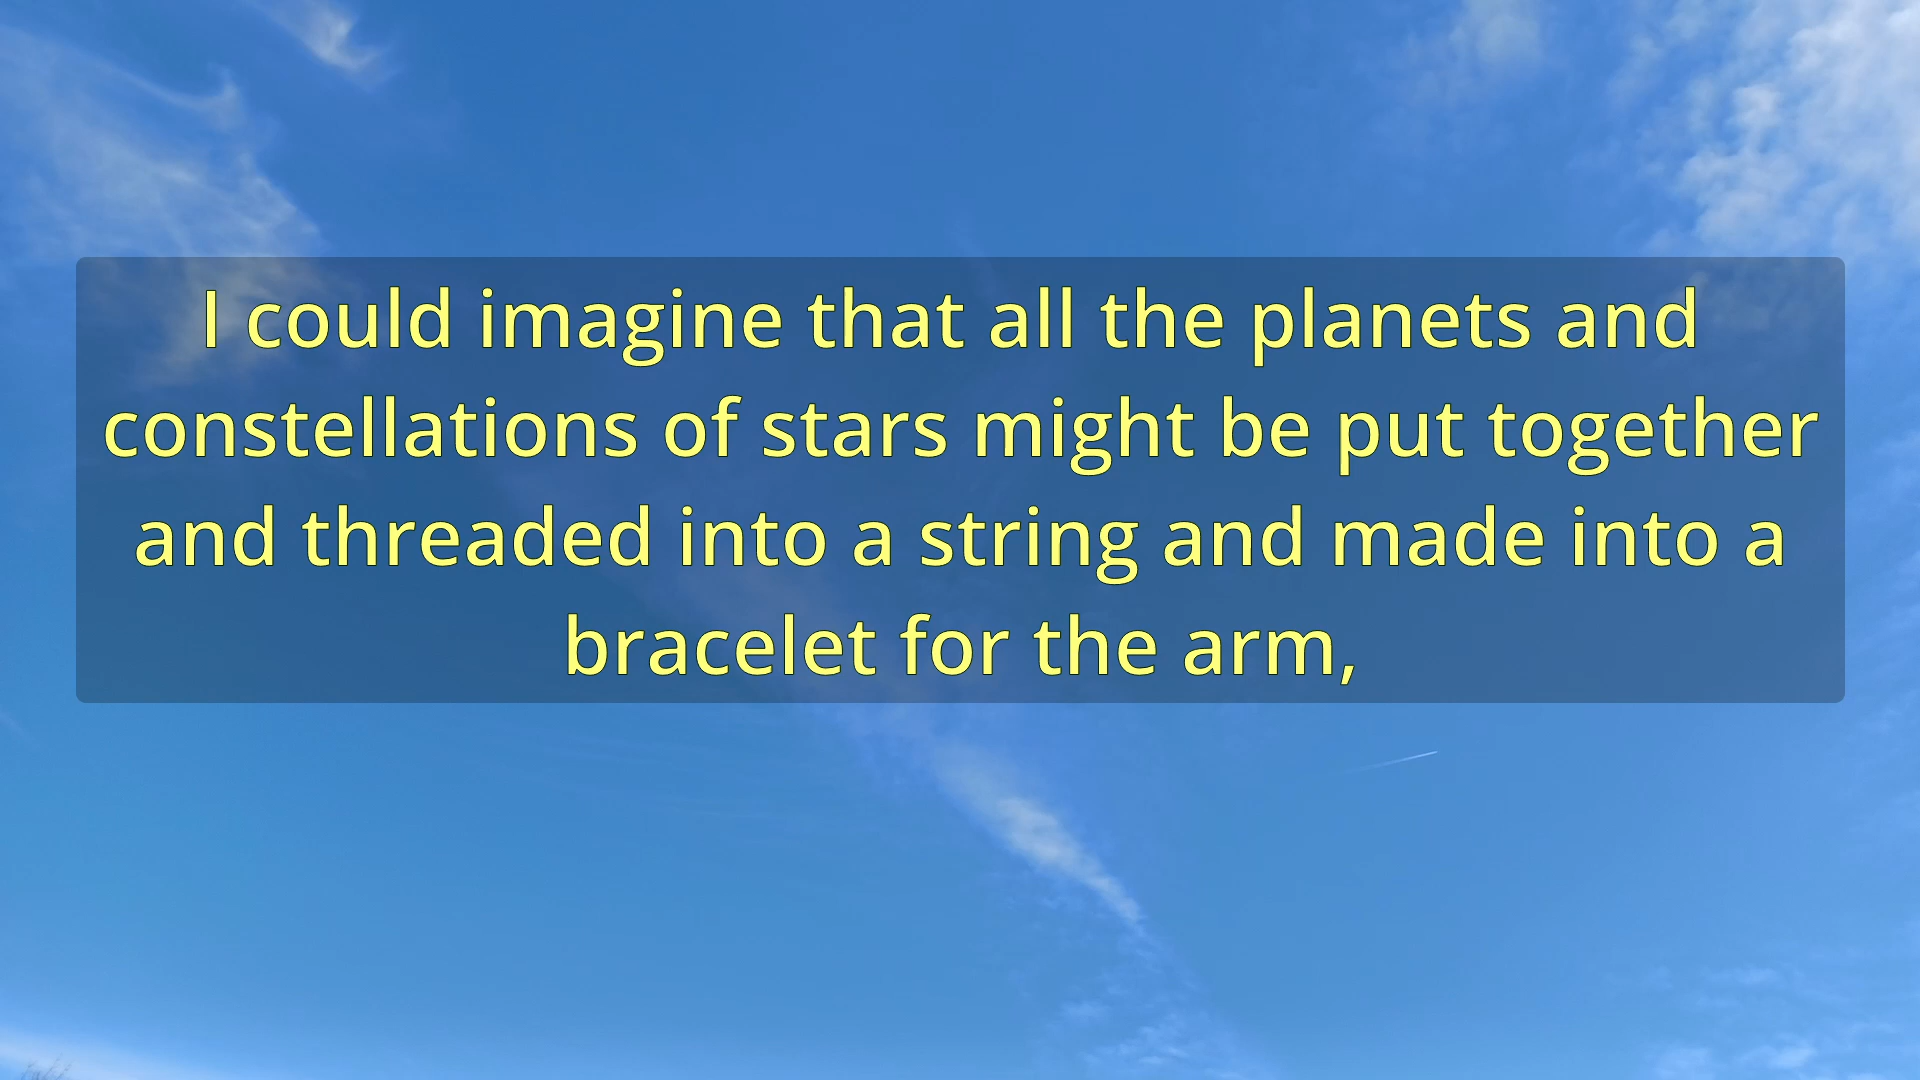 I could imagine that all the planets and
constellations of stars might be put together
and threaded into a string and made into a
bracelet for the arm,